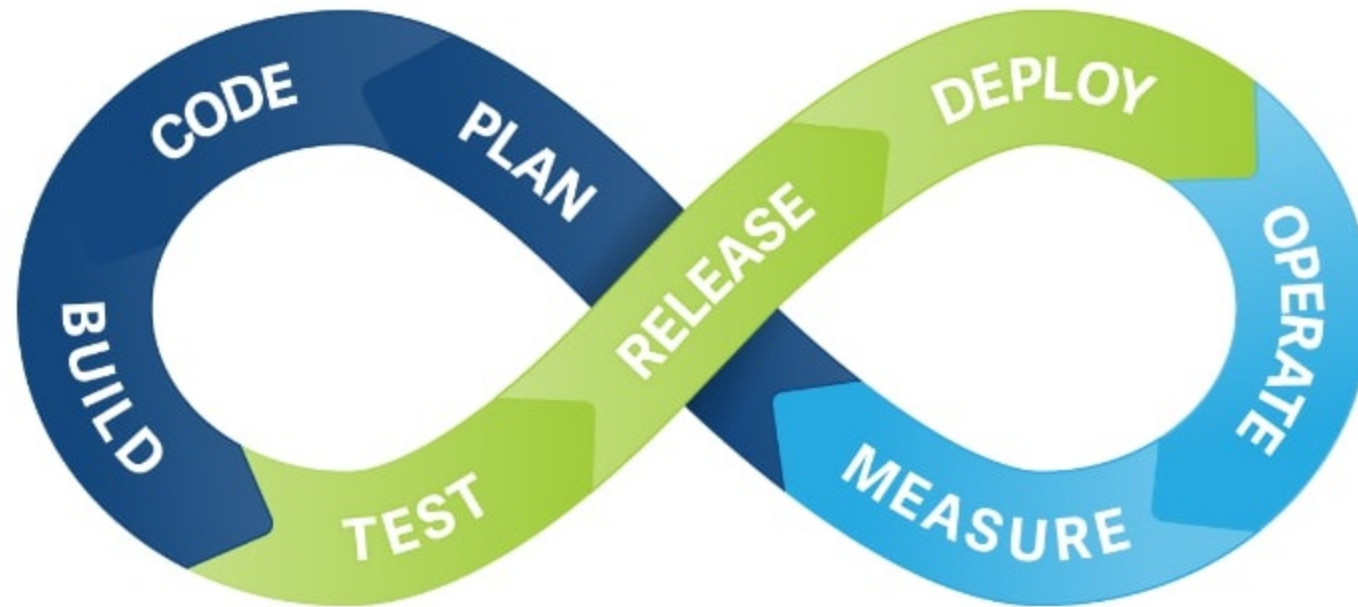 PLAN
CODE
BUILD
TEST
RELEASE
DEPLOY
OPERATE
MEASURE